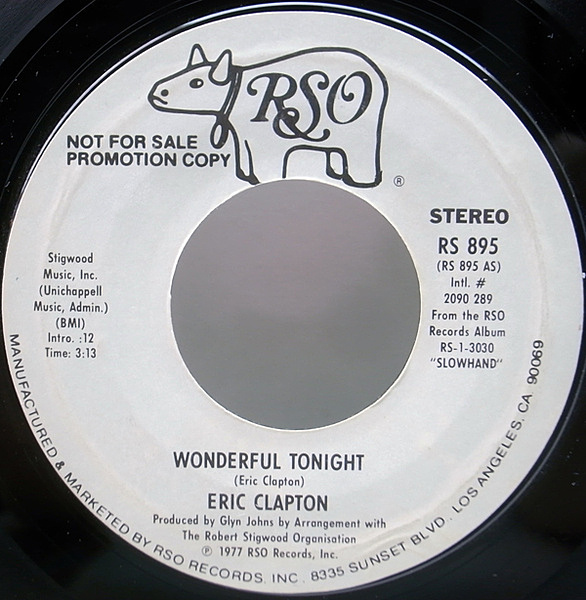 RSO
®
NOT FOR SALE
PROMOTION COPY
STEREO
RS 895
(RS 895 AS)
Intl. #
2090 289
From the RSO
Records Album
RS-1-3030
"SLOWHAND"
Stigwood
Music, Inc.
(Unichappell
Music, Admin.)
(BMI)
Intro. :12
Time: 3:13
WONDERFUL TONIGHT
(Eric Clapton)
ERIC CLAPTON
Produced by Glyn Johns by Arrangement with
The Robert Stigwood Organisation
℗ 1977 RSO Records, Inc.
MANUFACTURED & MARKETED BY RSO RECORDS, INC. 8335 SUNSET BLVD. LOS ANGELES, CA 90069